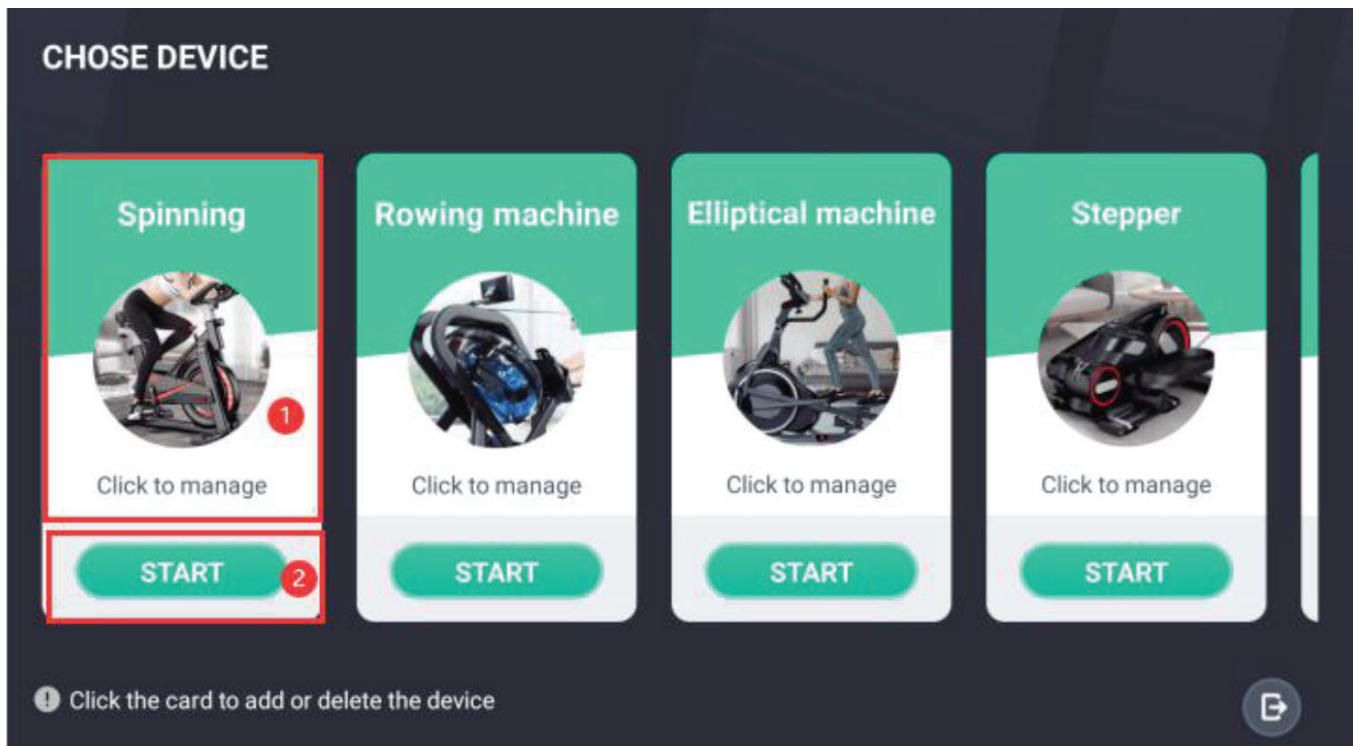 CHOSE DEVICE
Spinning
Rowing machine
Elliptical machine
Stepper
1
Click to manage
Click to manage
Click to manage
Click to manage
START
2
START
START
START
Click the card to add or delete the device